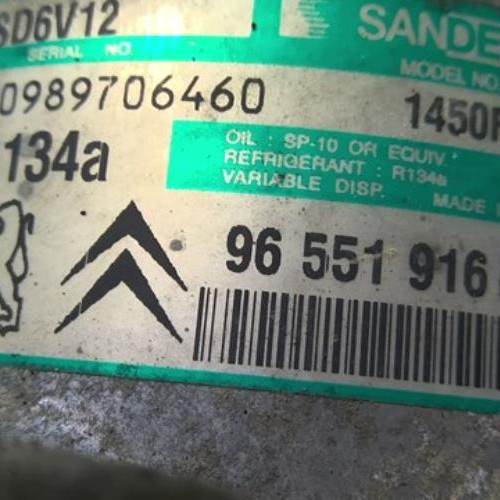 SD6V12
SANDE
SERIAL NO
MODEL NO
0989706460
1450
134a
OIL : SP-10 OR EQUIV.
REFRIGERANT : R134a
VARIABLE DISP.
MADE
96 551 916